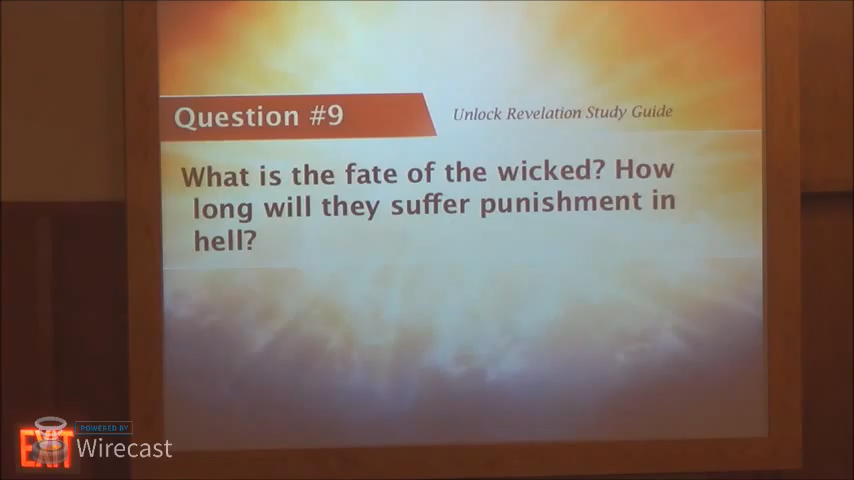 Question #9
Unlock Revelation Study Guide
What is the fate of the wicked? How
long will they suffer punishment in
hell?
EXIT
POWERED BY
Wirecast